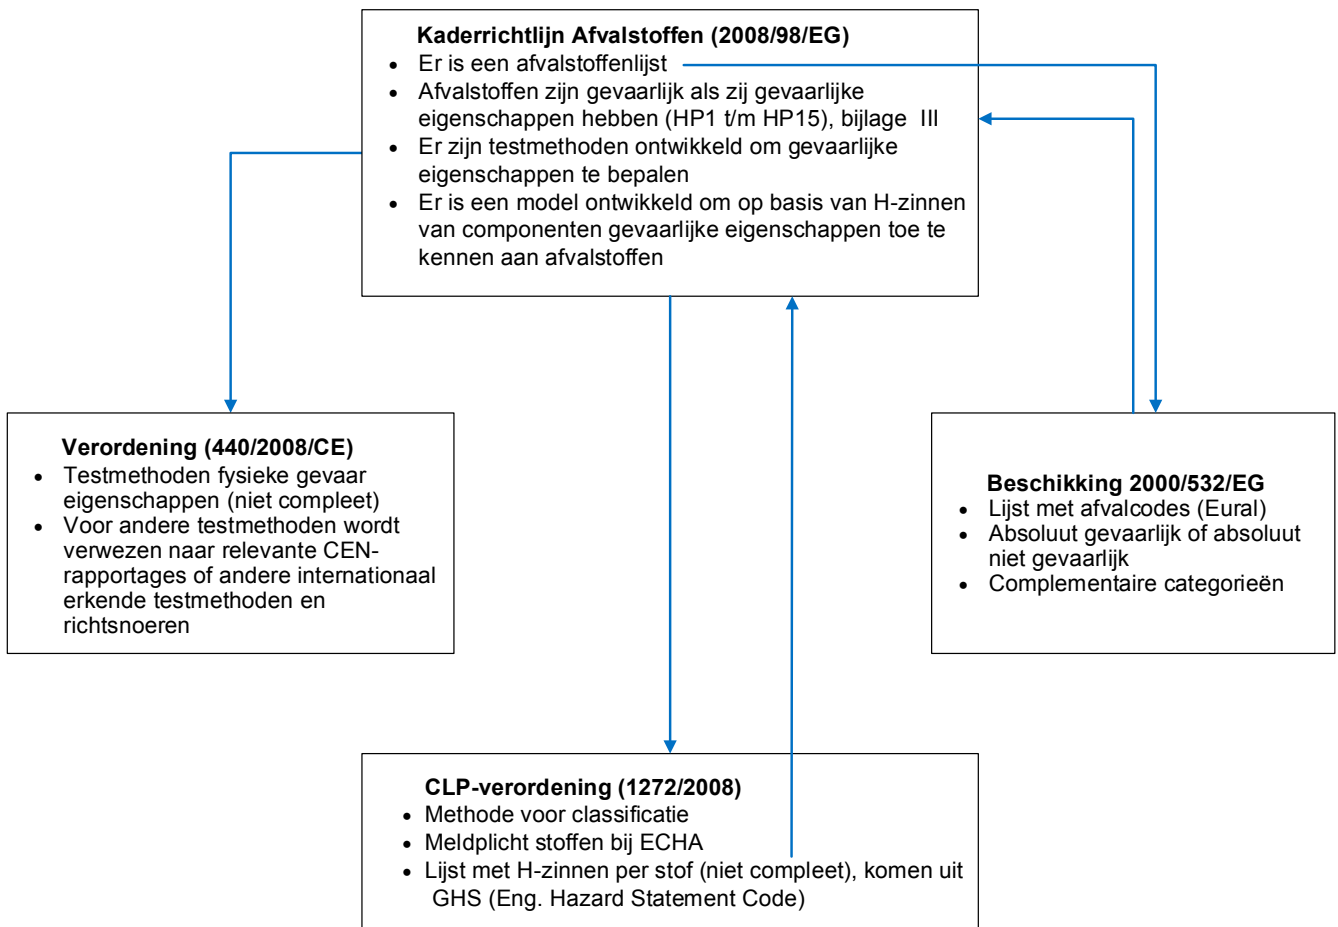 Kaderrichtlijn Afvalstoffen (2008/98/EG)
• Er is een afvalstoffenlijst
• Afvalstoffen zijn gevaarlijk als zij gevaarlijke
eigenschappen hebben (HP1 t/m HP15), bijlage III
• Er zijn testmethoden ontwikkeld om gevaarlijke
eigenschappen te bepalen
• Er is een model ontwikkeld om op basis van H-zinnen
van componenten gevaarlijke eigenschappen toe te
kennen aan afvalstoffen
Verordening (440/2008/CE)
• Testmethoden fysieke gevaar
eigenschappen (niet compleet)
• Voor andere testmethoden wordt
verwezen naar relevante CEN-
rapportages of andere internationaal
erkende testmethoden en
richtsnoeren
Beschikking 2000/532/EG
• Lijst met afvalcodes (Eural)
• Absoluut gevaarlijk of absoluut
niet gevaarlijk
• Complementaire categorieën
CLP-verordening (1272/2008)
• Methode voor classificatie
• Meldplicht stoffen bij ECHA
• Lijst met H-zinnen per stof (niet compleet), komen uit
GHS (Eng. Hazard Statement Code)